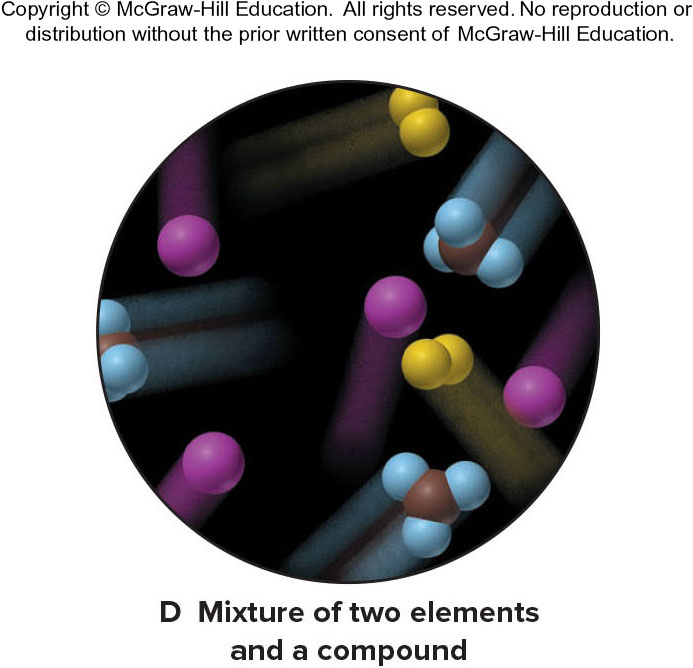 Copyright © McGraw-Hill Education. All rights reserved. No reproduction or
distribution without the prior written consent of McGraw-Hill Education.
D Mixture of two elements
and a compound